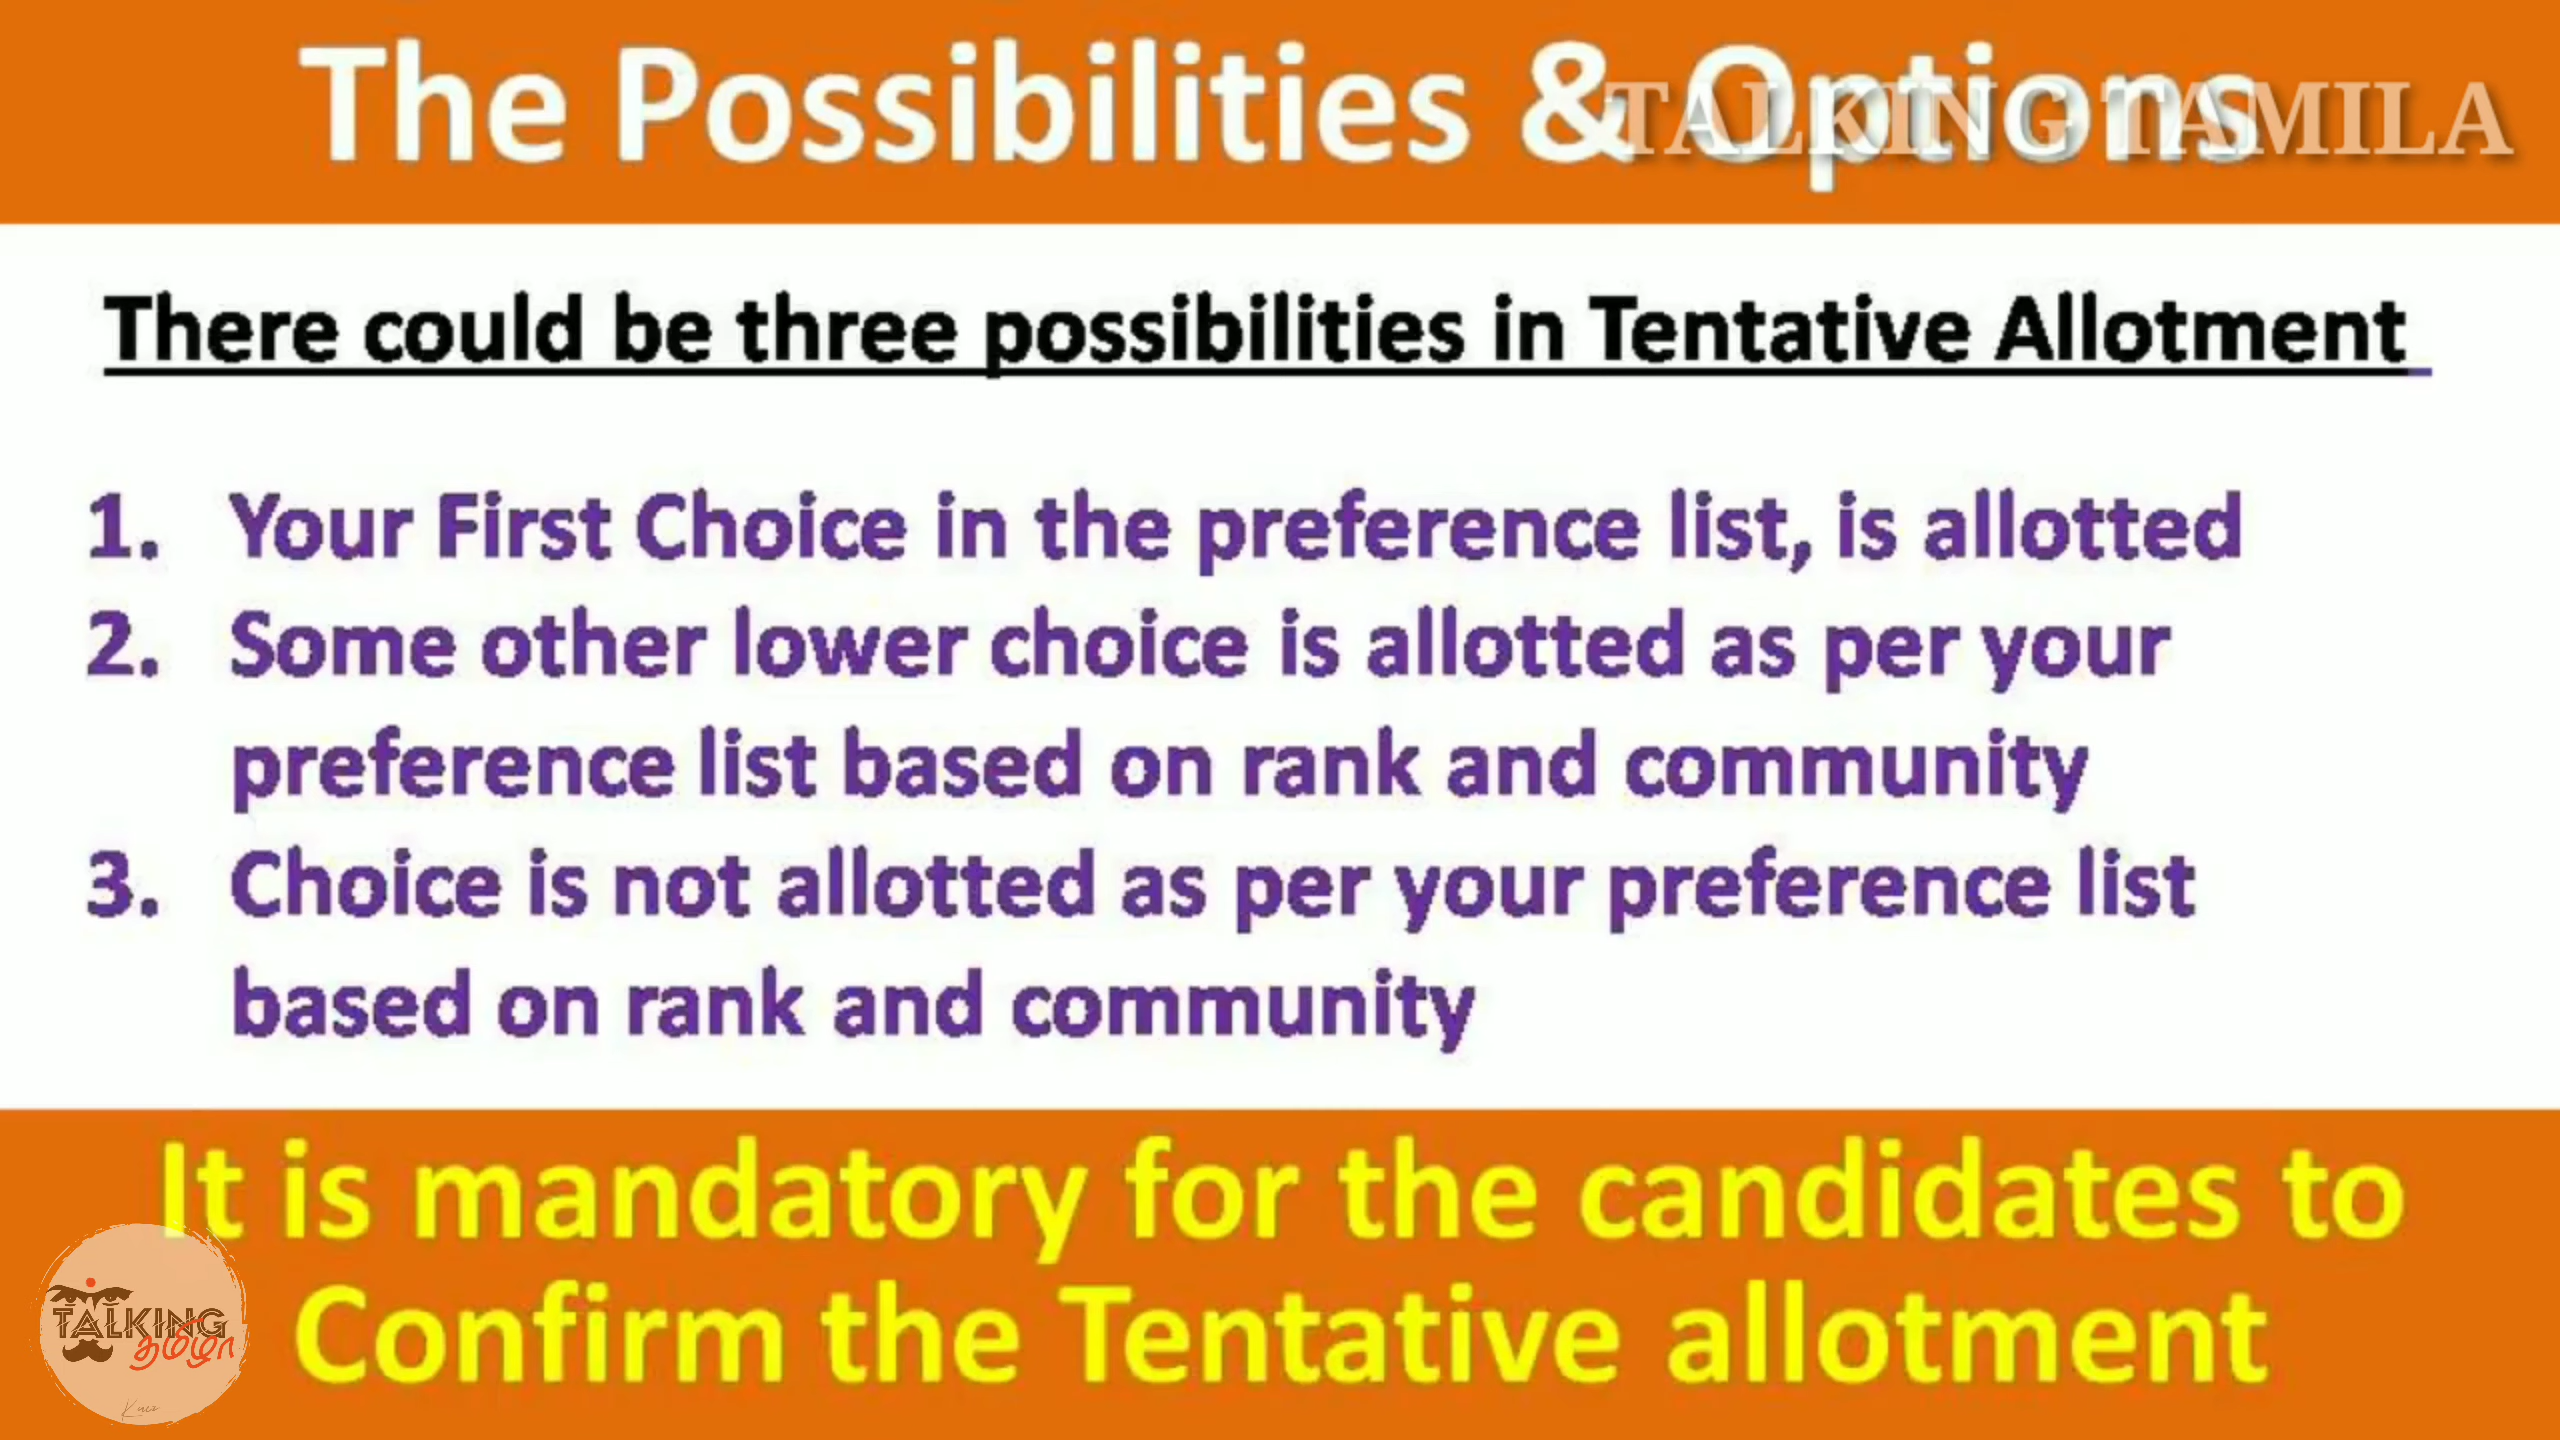 The Possibilities & Options
TALKING TAMILA
There could be three possibilities in Tentative Allotment
1. Your First Choice in the preference list, is allotted
2. Some other lower choice is allotted as per your
preference list based on rank and community
3. Choice is not allotted as per your preference list
based on rank and community
It is mandatory for the candidates to
Confirm the Tentative allotment
TALKING
தமிழா